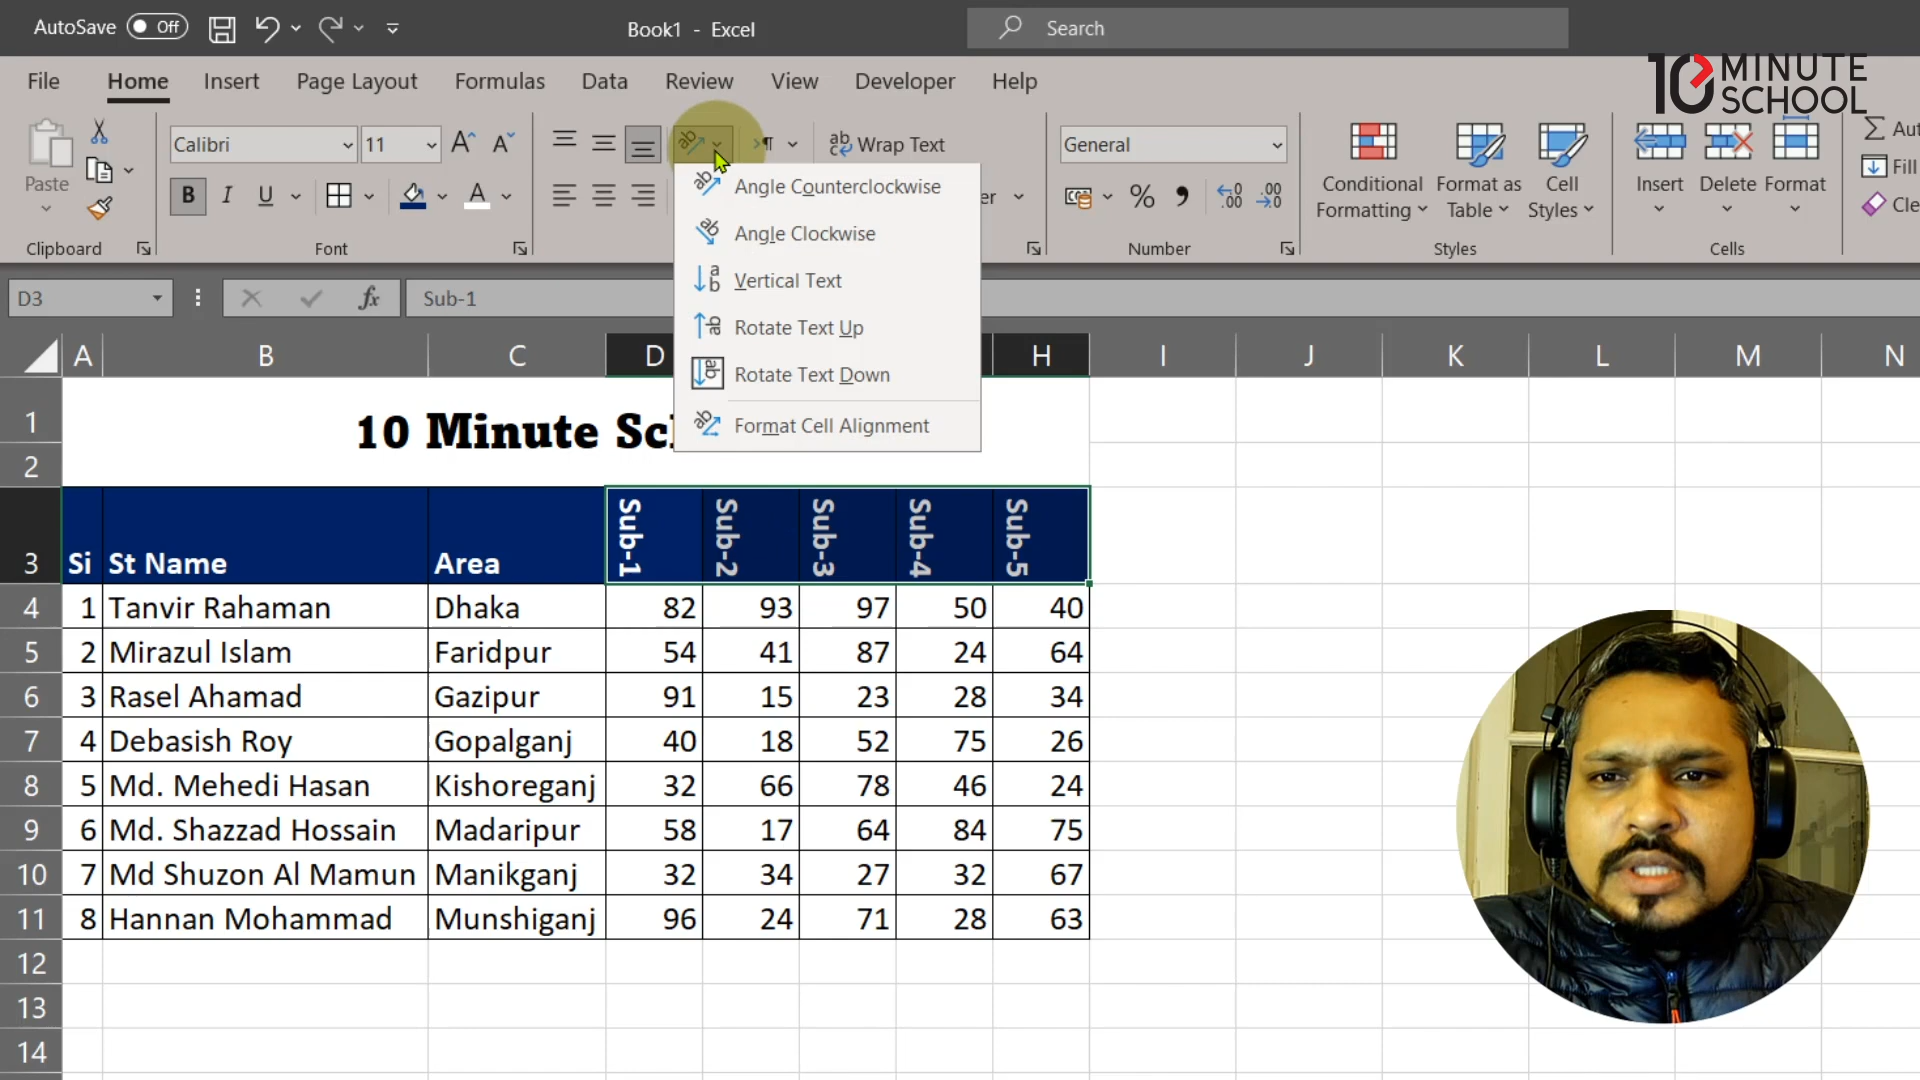 AutoSave Off Book1 - Excel Search
10 MINUTE SCHOOL
File Home Insert Page Layout Formulas Data Review View Developer Help
Paste Calibri 11 Wrap Text General Conditional Formatting Format as Table Cell Styles Insert Delete Format
B I U
Clipboard Font Number Styles Cells
Angle Counterclockwise
Angle Clockwise
Vertical Text
Rotate Text Up
Rotate Text Down
Format Cell Alignment
D3 fx Sub-1
A B C D H I J K L M N
1 10 Minute
2
3 Si St Name Area Sub-1 Sub-2 Sub-3 Sub-4 Sub-5
4 1 Tanvir Rahaman Dhaka 82 93 97 50 40
5 2 Mirazul Islam Faridpur 54 41 87 24 64
6 3 Rasel Ahamad Gazipur 91 15 23 28 34
7 4 Debasish Roy Gopalganj 40 18 52 75 26
8 5 Md. Mehedi Hasan Kishoreganj 32 66 78 46 24
9 6 Md. Shazzad Hossain Madaripur 58 17 64 84 75
10 7 Md Shuzon Al Mamun Manikganj 32 34 27 32 67
11 8 Hannan Mohammad Munshiganj 96 24 71 28 63
12
13
14